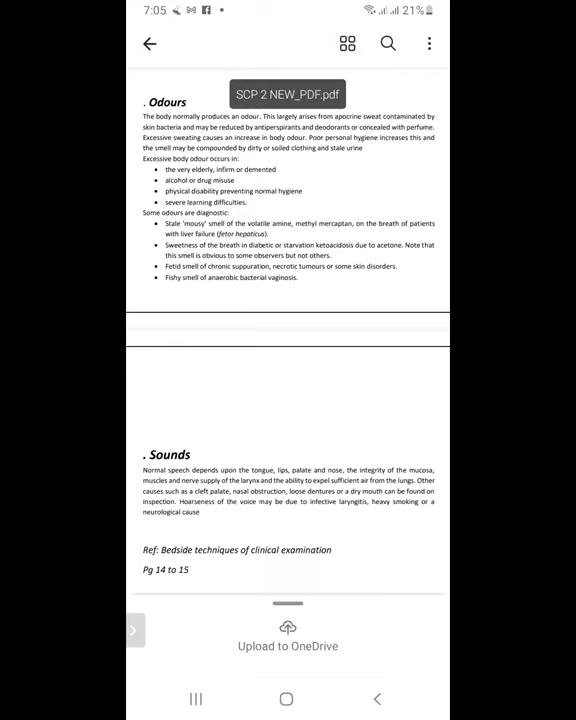 7:05
21%
SCP 2 NEW_PDF.pdf
. Odours
The body normally produces an odour. This largely arises from apocrine sweat contaminated by
skin bacteria and may be reduced by antiperspirants and deodorants or concealed with perfume.
Excessive sweating causes an increase in body odour. Poor personal hygiene increases this and
the smell may be compounded by dirty or soiled clothing and stale urine
Excessive body odour occurs in:
• the very elderly, infirm or demented
• alcohol or drug misuse
• physical disability preventing normal hygiene
• severe learning difficulties.
Some odours are diagnostic:
• Stale 'mousy' smell of the volatile amine, methyl mercaptan, on the breath of patients
with liver failure (fetor hepaticus).
• Sweetness of the breath in diabetic or starvation ketoacidosis due to acetone. Note that
this smell is obvious to some observers but not others.
• Fetid smell of chronic suppuration, necrotic tumours or some skin disorders.
• Fishy smell of anaerobic bacterial vaginosis.
. Sounds
Normal speech depends upon the tongue, lips, palate and nose, the integrity of the mucosa,
muscles and nerve supply of the larynx and the ability to expel sufficient air from the lungs. Other
causes such as a cleft palate, nasal obstruction, loose dentures or a dry mouth can be found on
inspection. Hoarseness of the voice may be due to infective laryngitis, heavy smoking or a
neurological cause
Ref: Bedside techniques of clinical examination
Pg 14 to 15
Upload to OneDrive